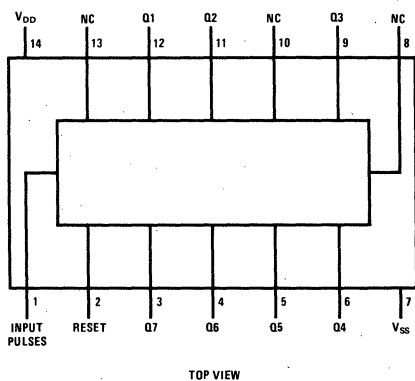 VDD NC Q1 Q2 NC Q3 NC
14 13 12 11 10 9 8
1 2 3 4 5 6 7
INPUT PULSES RESET Q7 Q6 Q5 Q4 VSS
TOP VIEW